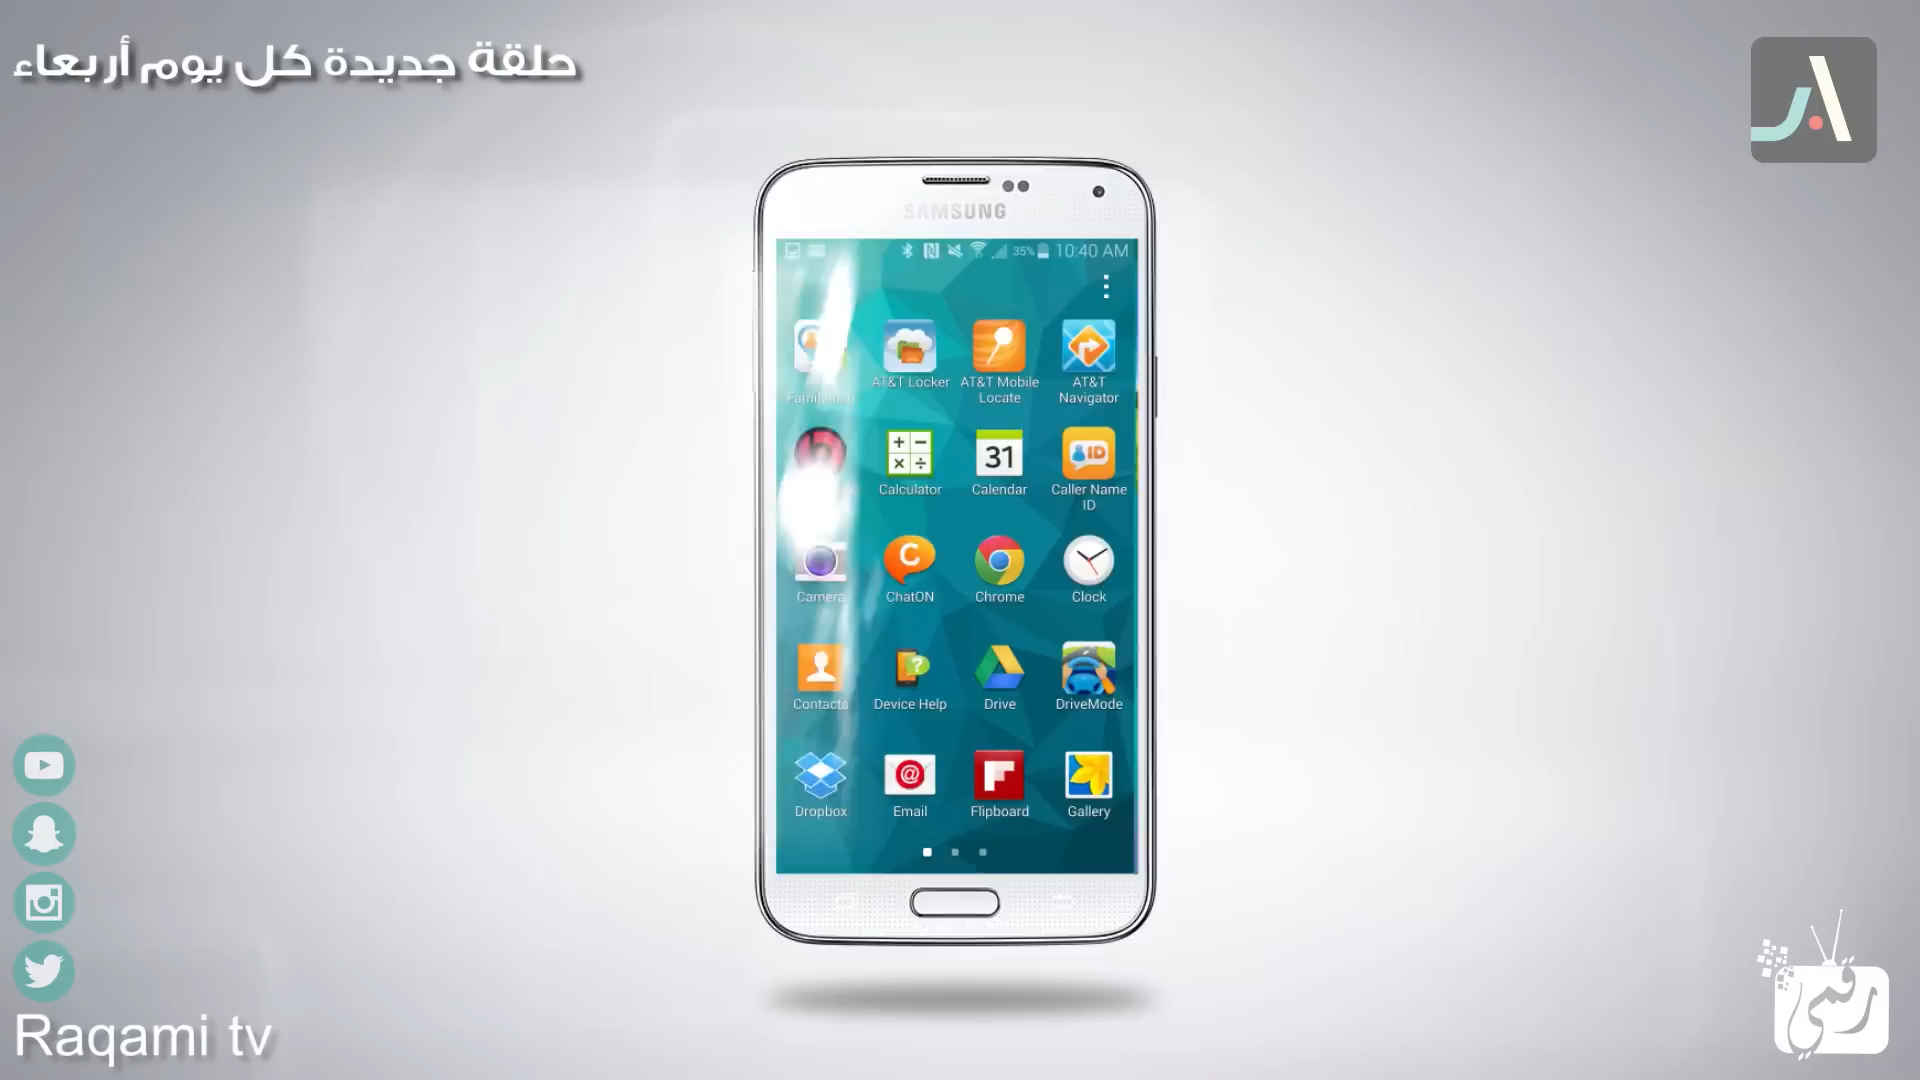 حلقة جديدة كل يوم أربعاء
SAMSUNG
35% 10:40 AM
AT&T Locker
AT&T Mobile Locate
AT&T Navigator
Calculator
31
Calendar
ID
Caller Name ID
Camera
C
ChatON
Chrome
Clock
Contacts
Device Help
Drive
DriveMode
Dropbox
@
Email
Flipboard
Gallery
Raqami tv
رقمي